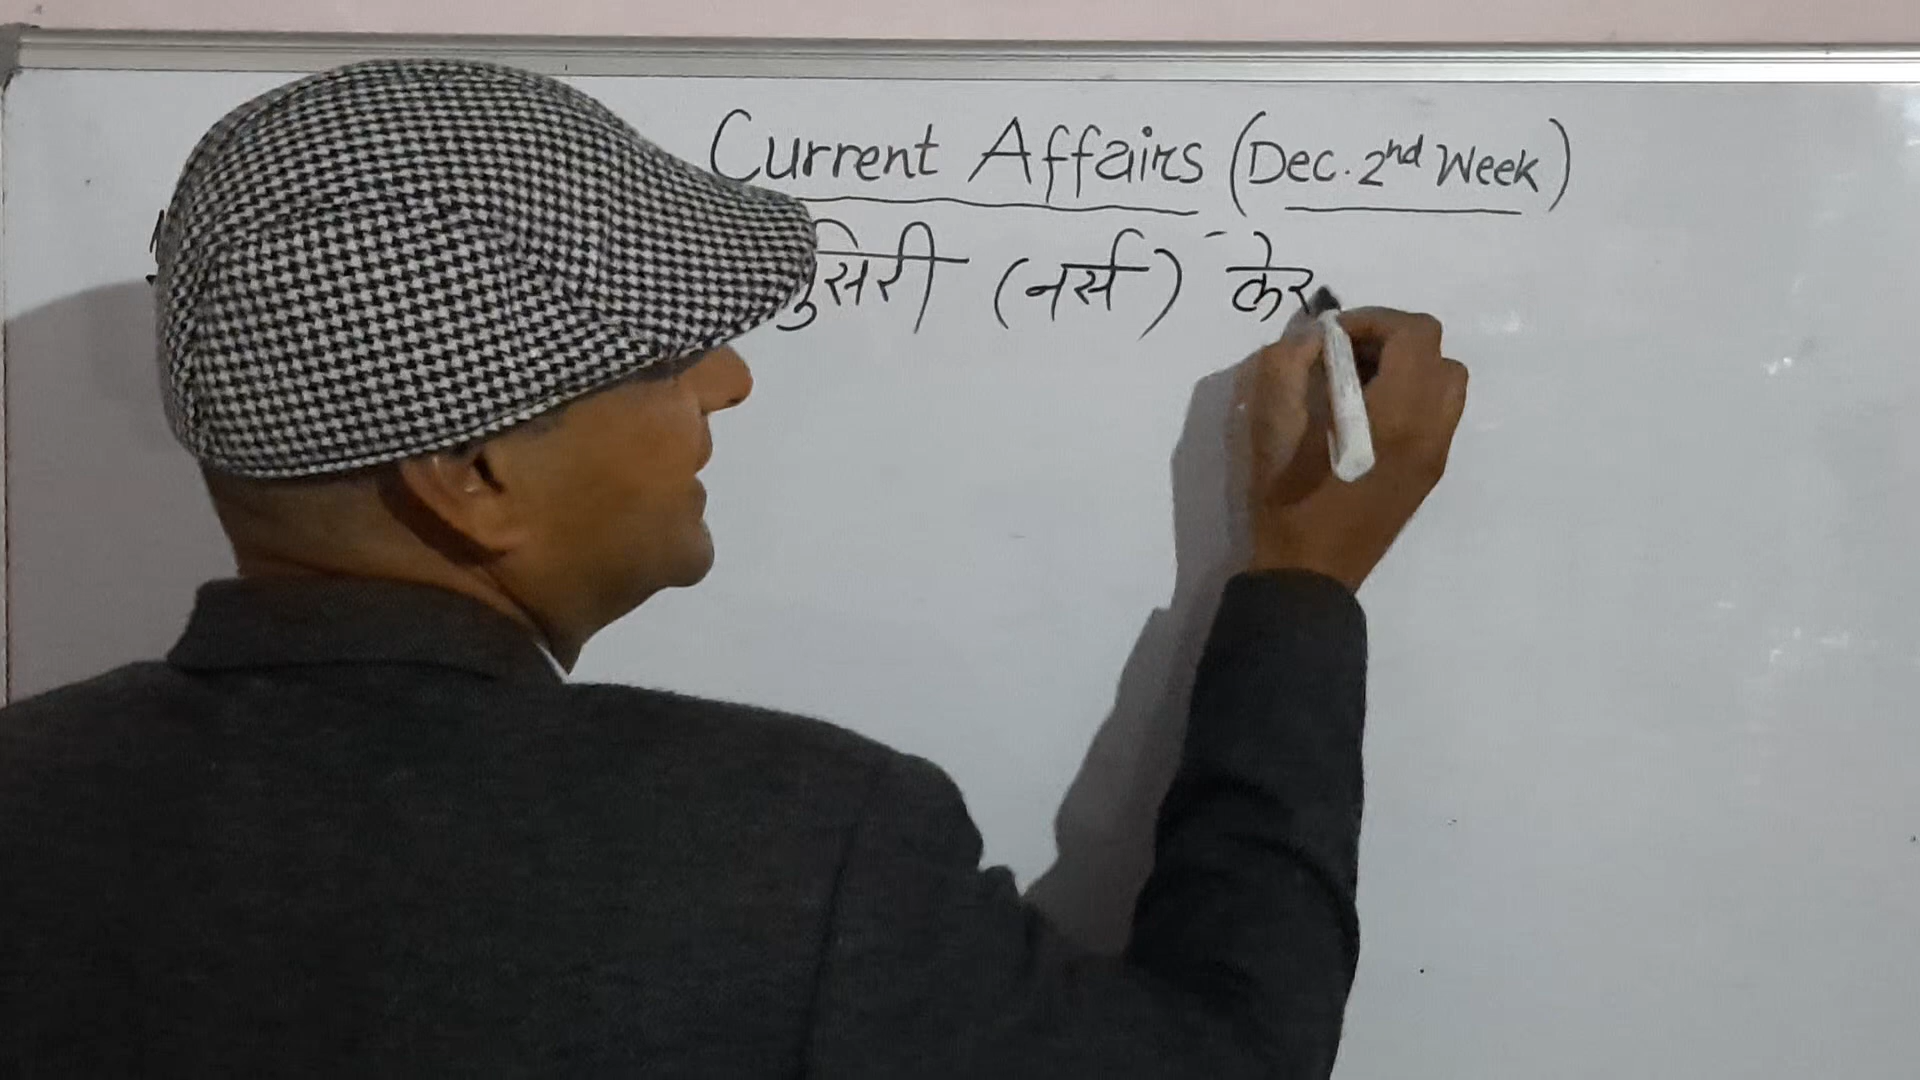 Current Affairs (Dec. 2nd Week)
(नर्स) - केर